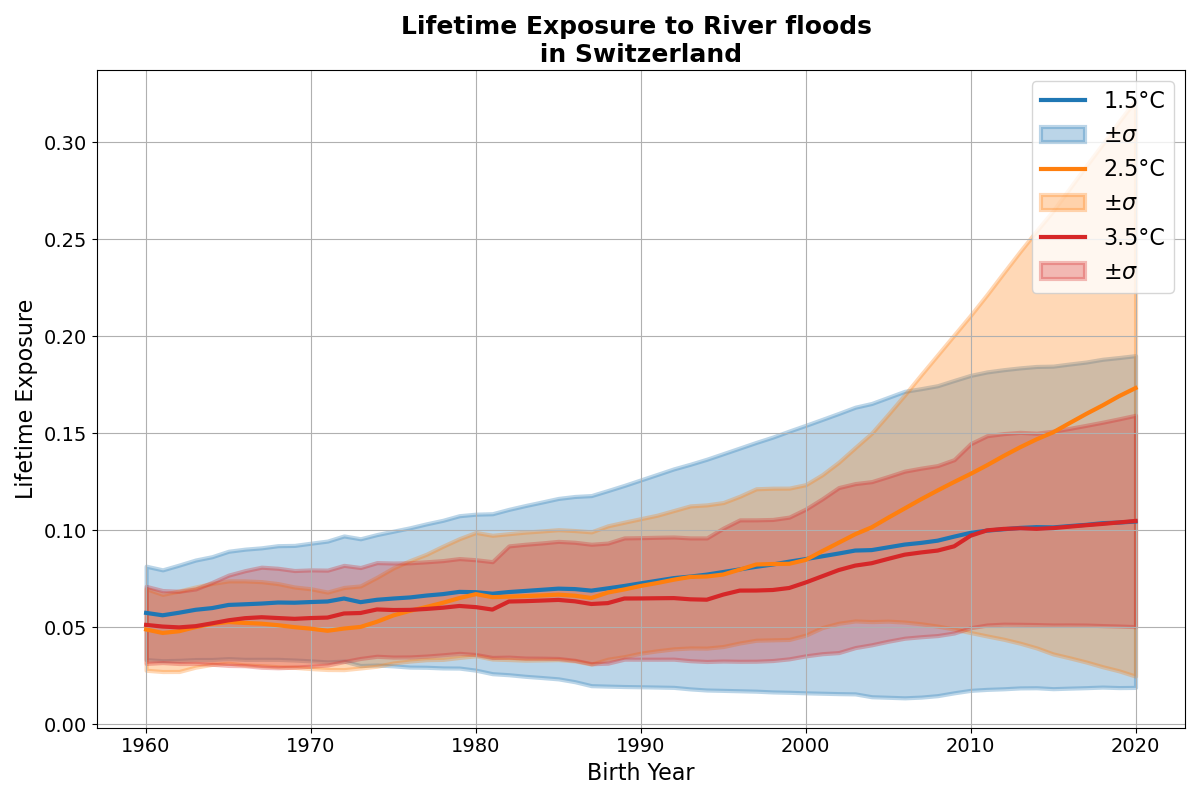 Lifetime Exposure to River floods
in Switzerland
Lifetime Exposure
0.30
0.25
0.20
0.15
0.10
0.05
0.00
1.5°C
±σ
2.5°C
±σ
3.5°C
±σ
1960
1970
1980
1990
2000
2010
2020
Birth Year